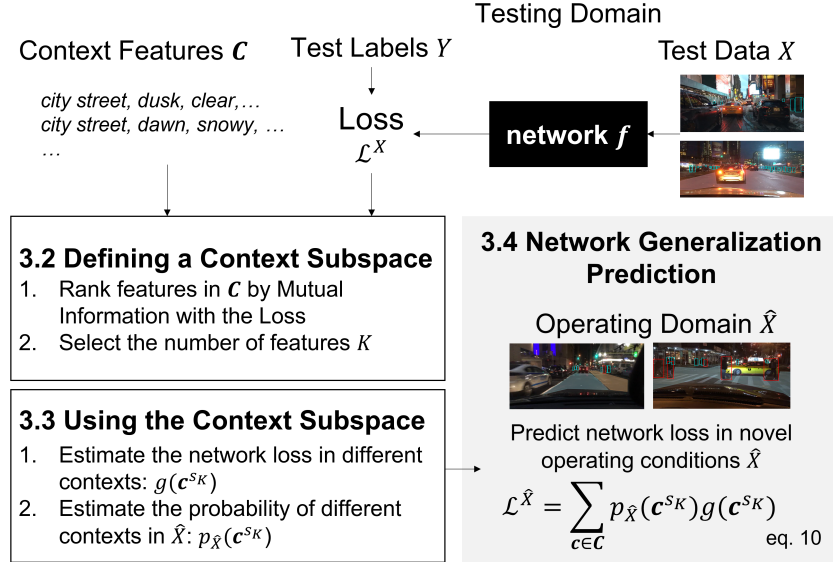 Testing Domain
Context Features 𝑪
Test Labels 𝑌
Test Data 𝑋
city street, dusk, clear,…
city street, dawn, snowy, …
…
Loss
ℒ^𝑋
network 𝒇
3.2 Defining a Context Subspace
1. Rank features in 𝑪 by Mutual
Information with the Loss
2. Select the number of features 𝐾
3.3 Using the Context Subspace
1. Estimate the network loss in different
contexts: 𝑔(𝒄^{𝑆_𝐾})
2. Estimate the probability of different
contexts in 𝑋̂: 𝑝_𝑋̂(𝒄^{𝑆_𝐾})
3.4 Network Generalization
Prediction
Operating Domain 𝑋̂
Predict network loss in novel
operating conditions 𝑋̂
ℒ^𝑋̂ = ∑_{𝒄∈𝑪} 𝑝_𝑋̂(𝒄^{𝑆_𝐾})𝑔(𝒄^{𝑆_𝐾})
eq. 10